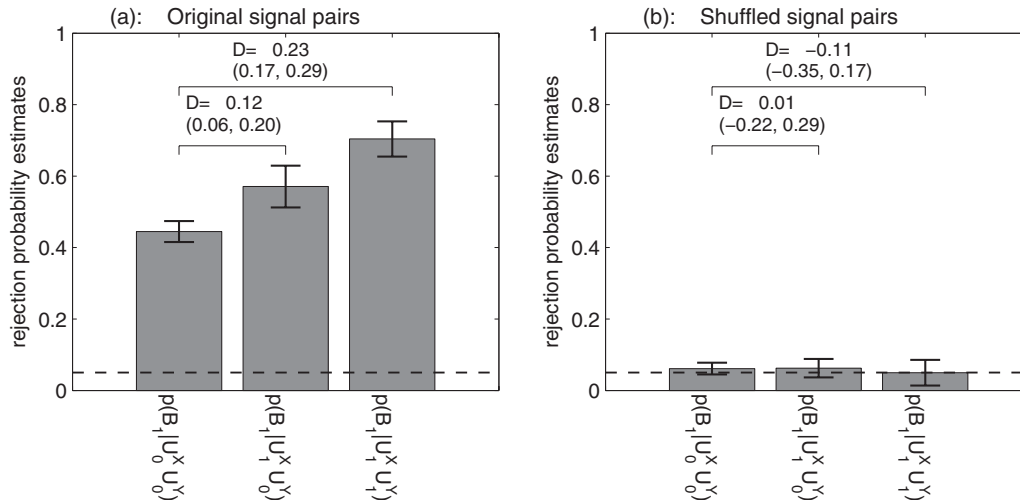 (a): Original signal pairs
rejection probability estimates
1
0.8
0.6
0.4
0.2
0
D= 0.23
(0.17, 0.29)
D= 0.12
(0.06, 0.20)
p(B₁|U₀ˣ∩U₀ʸ)
p(B₁|U₁ˣ∩U₀ʸ)
p(B₁|U₁ˣ∩U₁ʸ)
(b): Shuffled signal pairs
rejection probability estimates
1
0.8
0.6
0.4
0.2
0
D= −0.11
(−0.35, 0.17)
D= 0.01
(−0.22, 0.29)
p(B₁|U₀ˣ∩U₀ʸ)
p(B₁|U₁ˣ∩U₀ʸ)
p(B₁|U₁ˣ∩U₁ʸ)